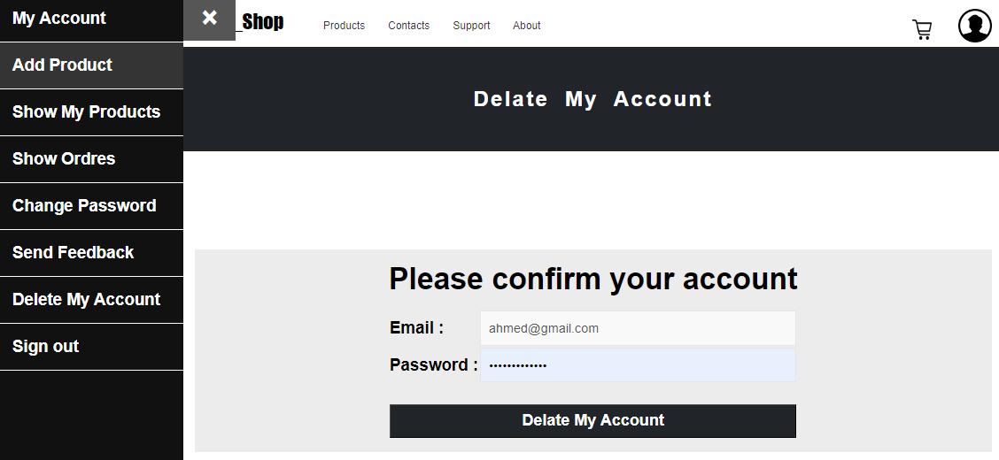 My Account
Add Product
Show My Products
Show Ordres
Change Password
Send Feedback
Delete My Account
Sign out
×
_Shop
Products
Contacts
Support
About
Delate My Account
Please confirm your account
Email :
ahmed@gmail.com
Password :
•••••••••••••
Delate My Account